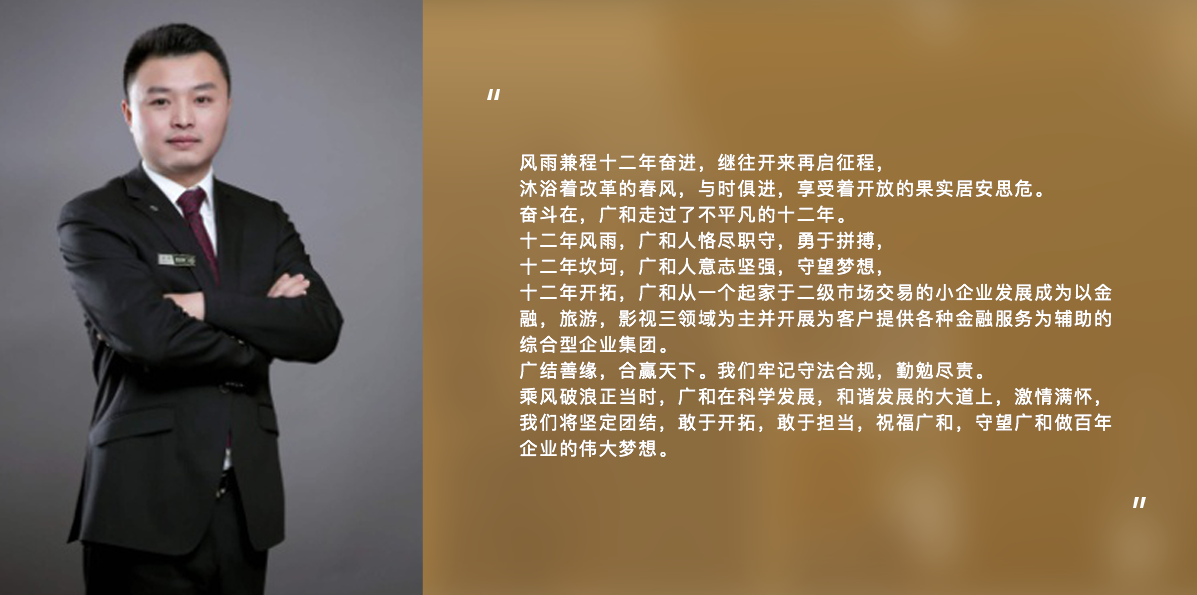 "
风雨兼程十二年奋进，继往开来再启征程，
沐浴着改革的春风，与时俱进，享受着开放的果实居安思危。
奋斗在，广和走过了不平凡的十二年。
十二年风雨，广和人恪尽职守，勇于拼搏，
十二年坎坷，广和人意志坚强，守望梦想，
十二年开拓，广和从一个起家于二级市场交易的小企业发展成为以金
融，旅游，影视三领域为主并开展为客户提供各种金融服务为辅助的
综合型企业集团。
广结善缘，合赢天下。我们牢记守法合规，勤勉尽责。
乘风破浪正当时，广和在科学发展，和谐发展的大道上，激情满怀，
我们将坚定团结，敢于开拓，敢于担当，祝福广和，守望广和做百年
企业的伟大梦想。
"